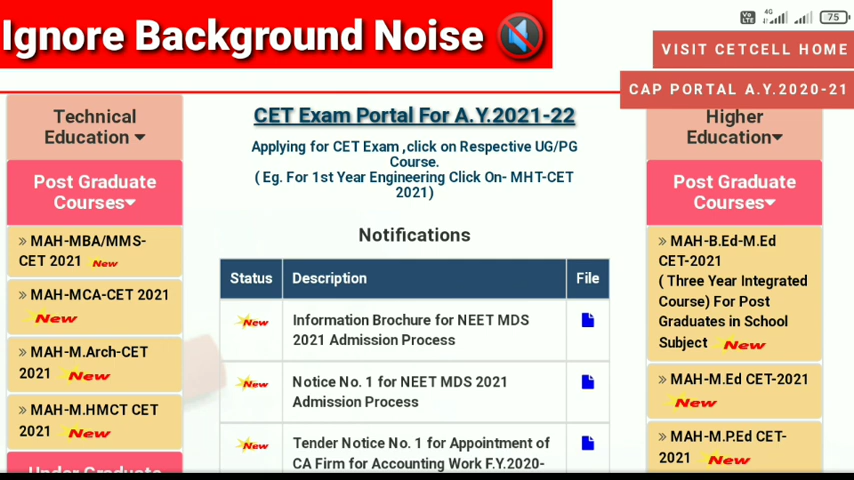 Ignore Background Noise
Vo LTE 4G 75
VISIT CETCELL HOME
CAP PORTAL A.Y.2020-21
Technical
Education
Post Graduate
Courses
» MAH-MBA/MMS-
CET 2021 New
» MAH-MCA-CET 2021
New
» MAH-M.Arch-CET
2021 New
» MAH-M.HMCT CET
2021 New
Under Graduate
CET Exam Portal For A.Y.2021-22
Applying for CET Exam ,click on Respective UG/PG
Course.
( Eg. For 1st Year Engineering Click On- MHT-CET
2021)
Notifications
Status Description File
New Information Brochure for NEET MDS
2021 Admission Process
New Notice No. 1 for NEET MDS 2021
Admission Process
New Tender Notice No. 1 for Appointment of
CA Firm for Accounting Work F.Y.2020-
Higher
Education
Post Graduate
Courses
» MAH-B.Ed-M.Ed
CET-2021
( Three Year Integrated
Course) For Post
Graduates in School
Subject New
» MAH-M.Ed CET-2021
New
» MAH-M.P.Ed CET-
2021 New